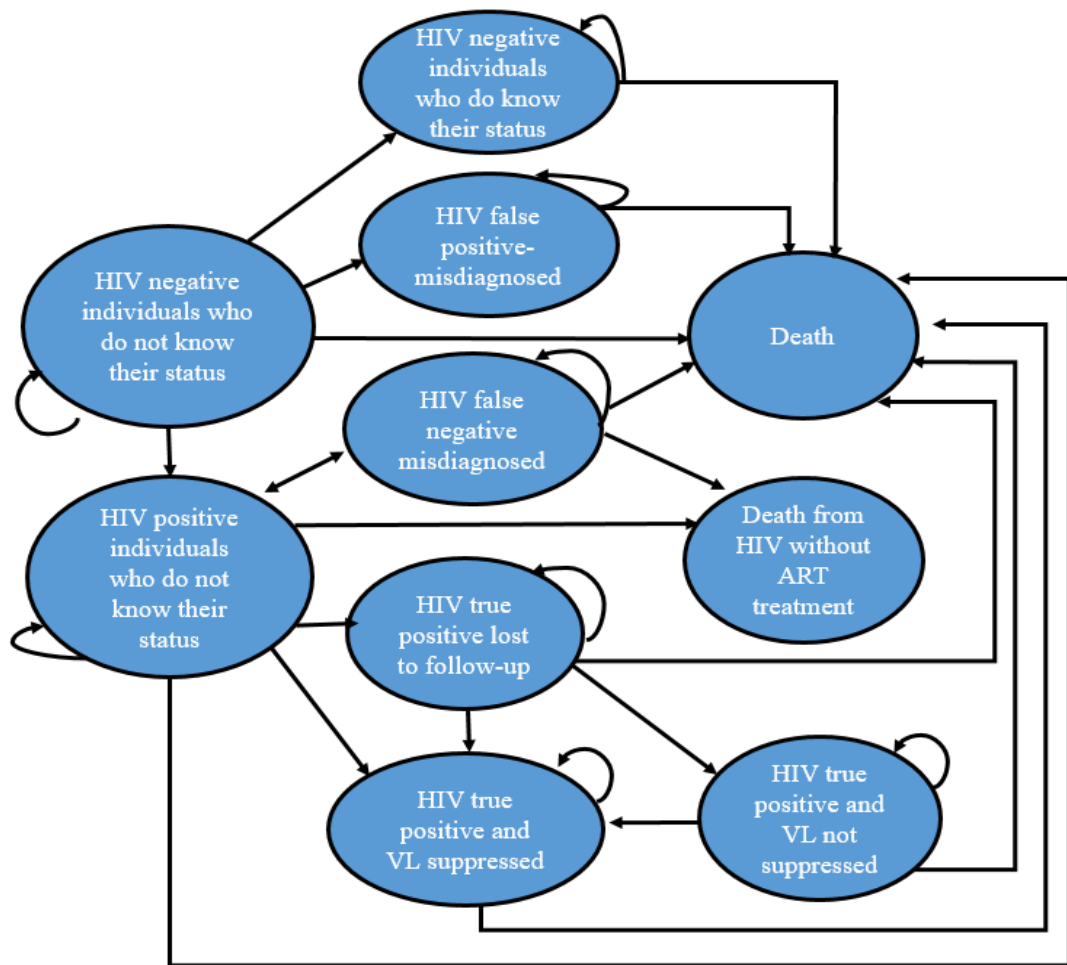 HIV negative
individuals
who do know
their status
HIV false
positive-
misdiagnosed
HIV negative
individuals who
do not know
their status
Death
HIV false
negative
misdiagnosed
HIV positive
individuals
who do not
know their
status
Death from
HIV without
ART
treatment
HIV true
positive lost
to follow-up
HIV true
positive and
VL suppressed
HIV true
positive and
VL not
suppressed